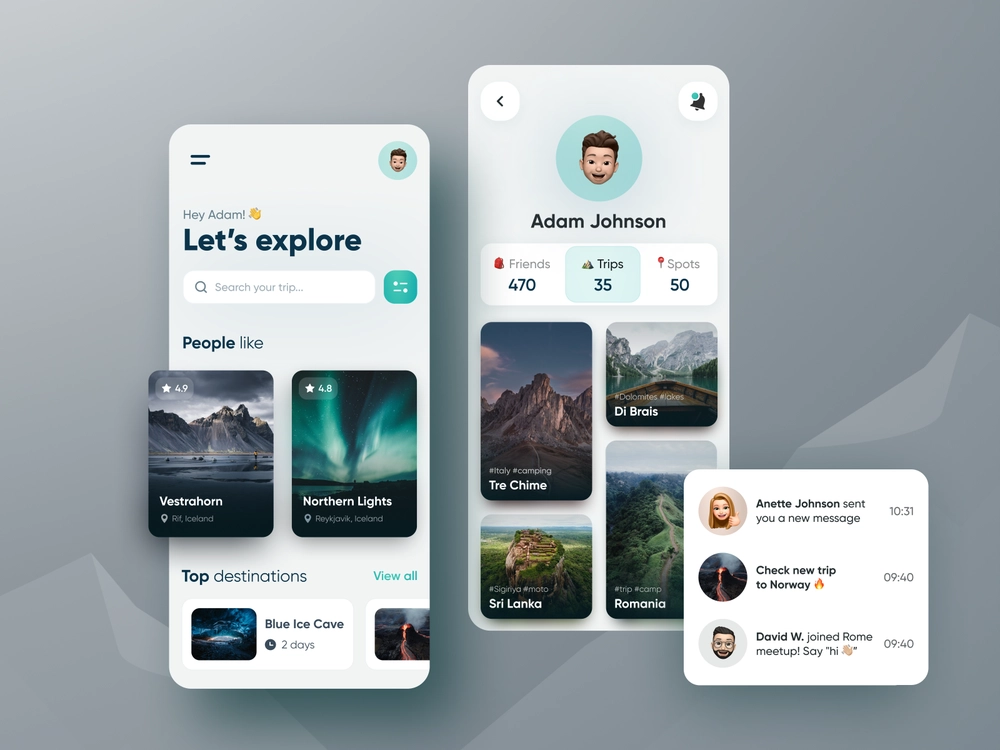 Hey Adam! 👋
Let's explore
Search your trip...
People like
4.9
Vestrahorn
Rif, Iceland
4.8
Northern Lights
Reykjavik, Iceland
Top destinations
View all
Blue Ice Cave
2 days
Adam Johnson
Friends
470
Trips
35
Spots
50
#Italy #camping
Tre Chime
#Dolomites #lakes
Di Brais
#Sigiriya #moto
Sri Lanka
#trip #camp
Romania
Anette Johnson sent
you a new message
10:31
Check new trip
to Norway 🔥
09:40
David W. joined Rome
meetup! Say "hi 👋🏼"
09:40